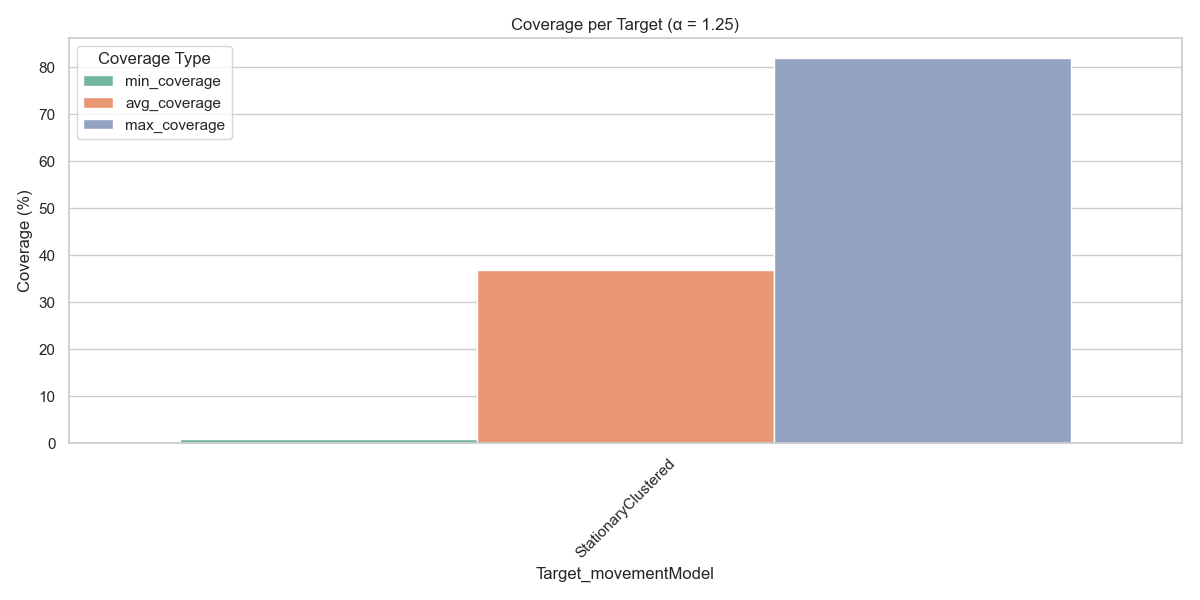 Coverage per Target (α = 1.25)
Coverage Type
min_coverage
avg_coverage
max_coverage
Coverage (%)
80
70
60
50
40
30
20
10
0
StationaryClustered
Target_movementModel